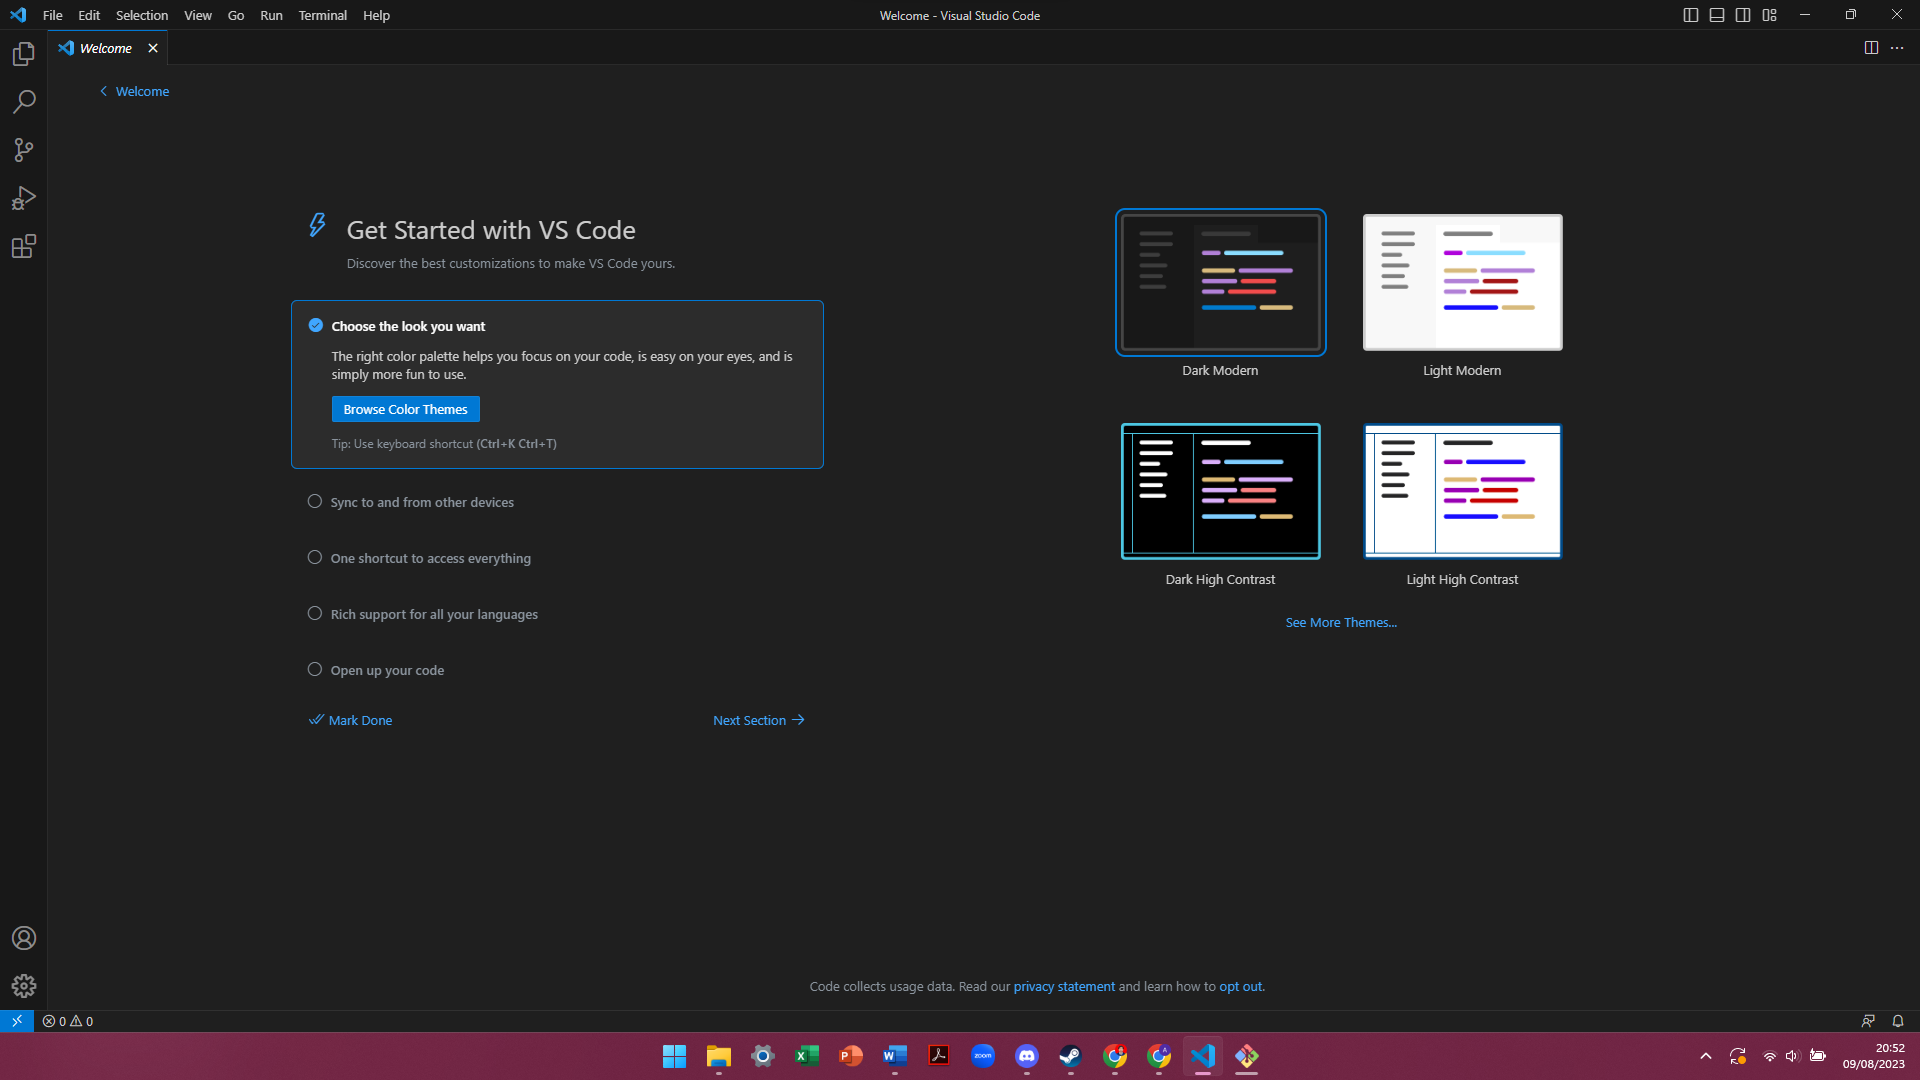 File Edit Selection View Go Run Terminal Help
Welcome - Visual Studio Code
Welcome
Welcome
Get Started with VS Code
Discover the best customizations to make VS Code yours.
Choose the look you want
The right color palette helps you focus on your code, is easy on your eyes, and is
simply more fun to use.
Browse Color Themes
Tip: Use keyboard shortcut (Ctrl+K Ctrl+T)
Sync to and from other devices
One shortcut to access everything
Rich support for all your languages
Open up your code
Mark Done
Next Section
Dark Modern
Light Modern
Dark High Contrast
Light High Contrast
See More Themes...
Code collects usage data. Read our privacy statement and learn how to opt out.
0 0
zoom
20:52
09/08/2023